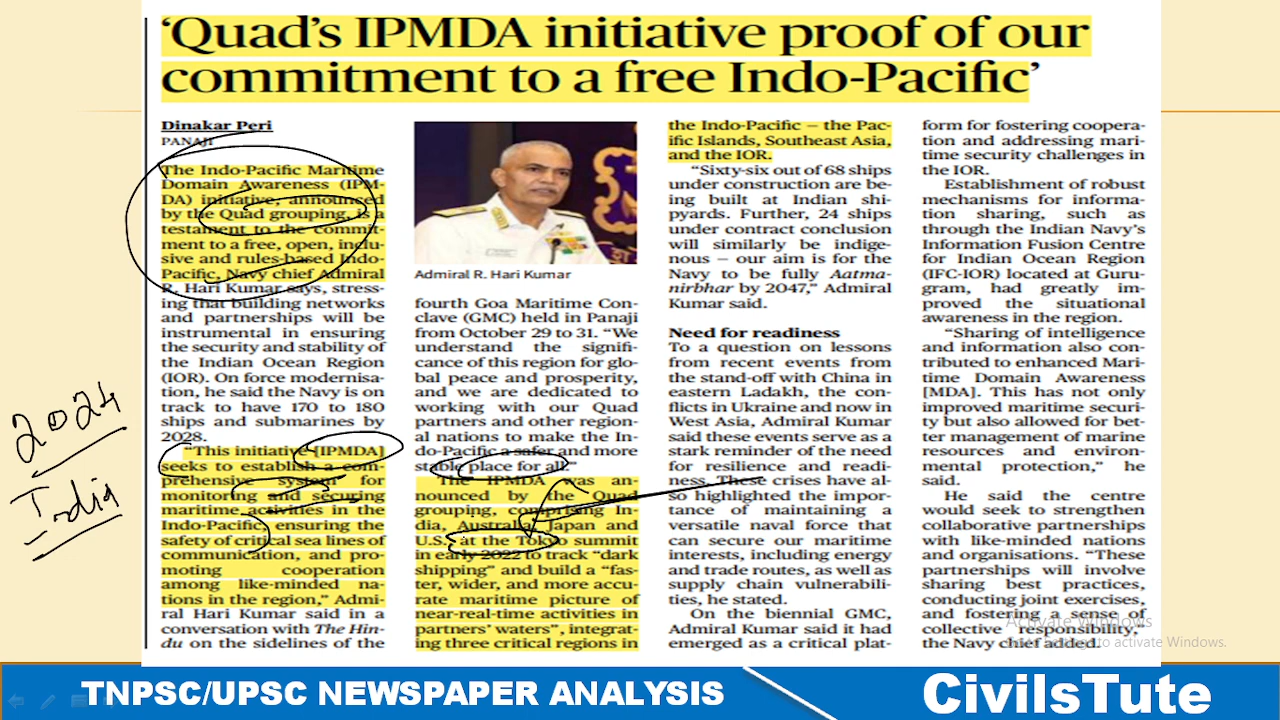 ‘Quad’s IPMDA initiative proof of our
commitment to a free Indo-Pacific’
Dinakar Peri
PANAJI
The Indo-Pacific Maritime
Domain Awareness (IPM-
DA) initiative, announced
by the Quad grouping, is a
testament to the commit-
ment to a free, open, inclu-
sive and rules-based Indo-
Pacific, Navy chief Admiral
R. Hari Kumar says, stress-
ing that building networks
and partnerships will be
instrumental in ensuring
the security and stability of
the Indian Ocean Region
(IOR). On force modernisa-
tion, he said the Navy is on
track to have 170 to 180
ships and submarines by
2028.
“This initiative [IPMDA]
seeks to establish a com-
prehensive system for
monitoring and securing
maritime activities in the
Indo-Pacific, ensuring the
safety of critical sea lines of
communication, and pro-
moting cooperation
among like-minded na-
tions in the region,” Admi-
ral Hari Kumar said in a
conversation with The Hin-
du on the sidelines of the
Admiral R. Hari Kumar
fourth Goa Maritime Con-
clave (GMC) held in Panaji
from October 29 to 31. “We
understand the signifi-
cance of this region for glo-
bal peace and prosperity,
and we are dedicated to
working with our Quad
partners and other region-
al nations to make the In-
do-Pacific a safer and more
stable place for all.”
The IPMDA was an-
nounced by the Quad
grouping, comprising In-
dia, Australia, Japan and
U.S., at the Tokyo summit
in early 2022 to track “dark
shipping” and build a “fas-
ter, wider, and more accu-
rate maritime picture of
near-real-time activities in
partners’ waters”, integrat-
ing three critical regions in
the Indo-Pacific — the Pac-
ific Islands, Southeast Asia,
and the IOR.
“Sixty-six out of 68 ships
under construction are be-
ing built at Indian shi-
pyards. Further, 24 ships
under contract conclusion
will similarly be indige-
nous — our aim is for the
Navy to be fully Aatma-
nirbhar by 2047,” Admiral
Kumar said.
Need for readiness
To a question on lessons
from recent events from
the stand-off with China in
eastern Ladakh, the con-
flicts in Ukraine and now in
West Asia, Admiral Kumar
said these events serve as a
stark reminder of the need
for resilience and readi-
ness. These crises have al-
so highlighted the impor-
tance of maintaining a
versatile naval force that
can secure our maritime
interests, including energy
and trade routes, as well as
supply chain vulnerabili-
ties, he stated.
On the biennial GMC,
Admiral Kumar said it had
emerged as a critical plat-
form for fostering coopera-
tion and addressing mari-
time security challenges in
the IOR.
Establishment of robust
mechanisms for informa-
tion sharing, such as
through the Indian Navy’s
Information Fusion Centre
for Indian Ocean Region
(IFC-IOR) located at Guru-
gram, had greatly im-
proved the situational
awareness in the region.
“Sharing of intelligence
and information also con-
tributed to enhanced Mari-
time Domain Awareness
[MDA]. This has not only
improved maritime securi-
ty but also allowed for bet-
ter management of marine
resources and environ-
mental protection,” he
said.
He said the centre
would seek to strengthen
collaborative partnerships
with like-minded nations
and organisations. “These
partnerships will involve
sharing best practices,
conducting joint exercises,
and fostering a sense of
collective responsibility,”
the Navy chief added.
2024
India
Activate Windows
to activate Windows.
TNPSC/UPSC NEWSPAPER ANALYSIS
CivilsTute